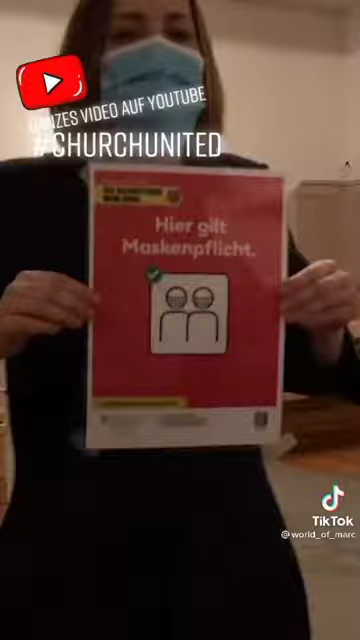 GANZES VIDEO AUF YOUTUBE
#CHURCHUNITED
Hier gilt
Maskenpflicht.
TikTok
@world_of_marc